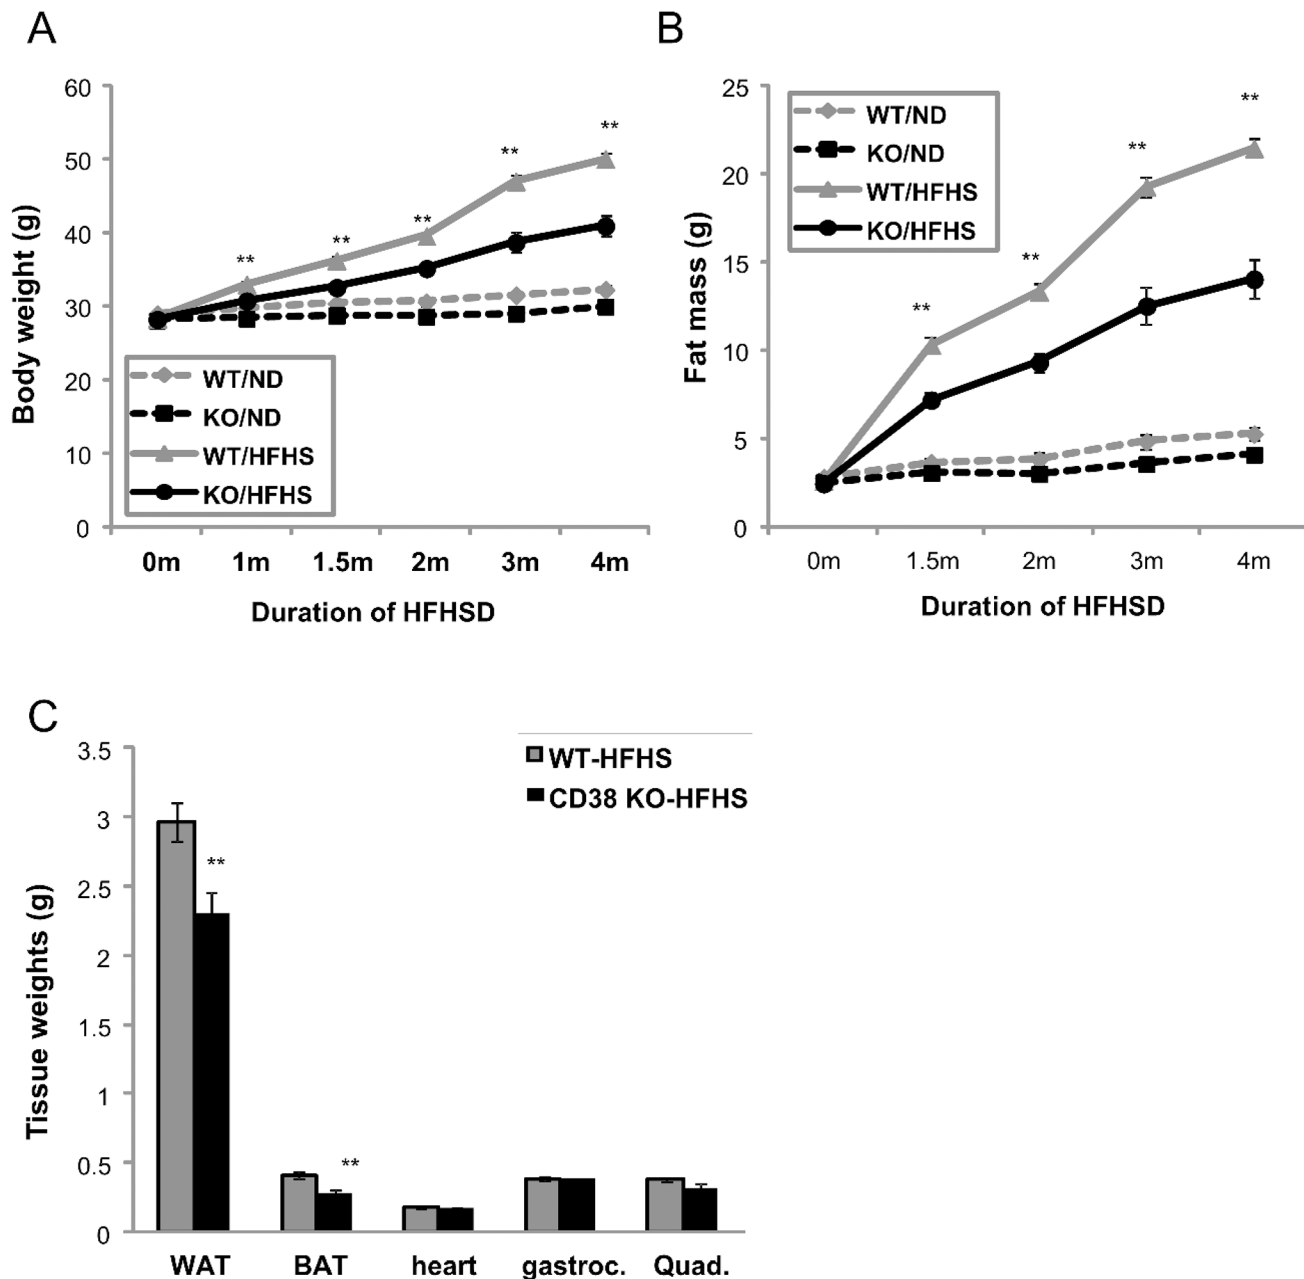 A
60
50
40
30
20
10
0
Body weight (g)
**
**
**
**
**
WT/ND
KO/ND
WT/HFHS
KO/HFHS
0m 1m 1.5m 2m 3m 4m
Duration of HFHSD
B
25
20
15
10
5
0
Fat mass (g)
WT/ND
KO/ND
WT/HFHS
KO/HFHS
**
**
**
**
0m 1.5m 2m 3m 4m
Duration of HFHSD
C
3.5
3
2.5
2
1.5
1
0.5
0
Tissue weights (g)
WT-HFHS
CD38 KO-HFHS
**
**
WAT BAT heart gastroc. Quad.